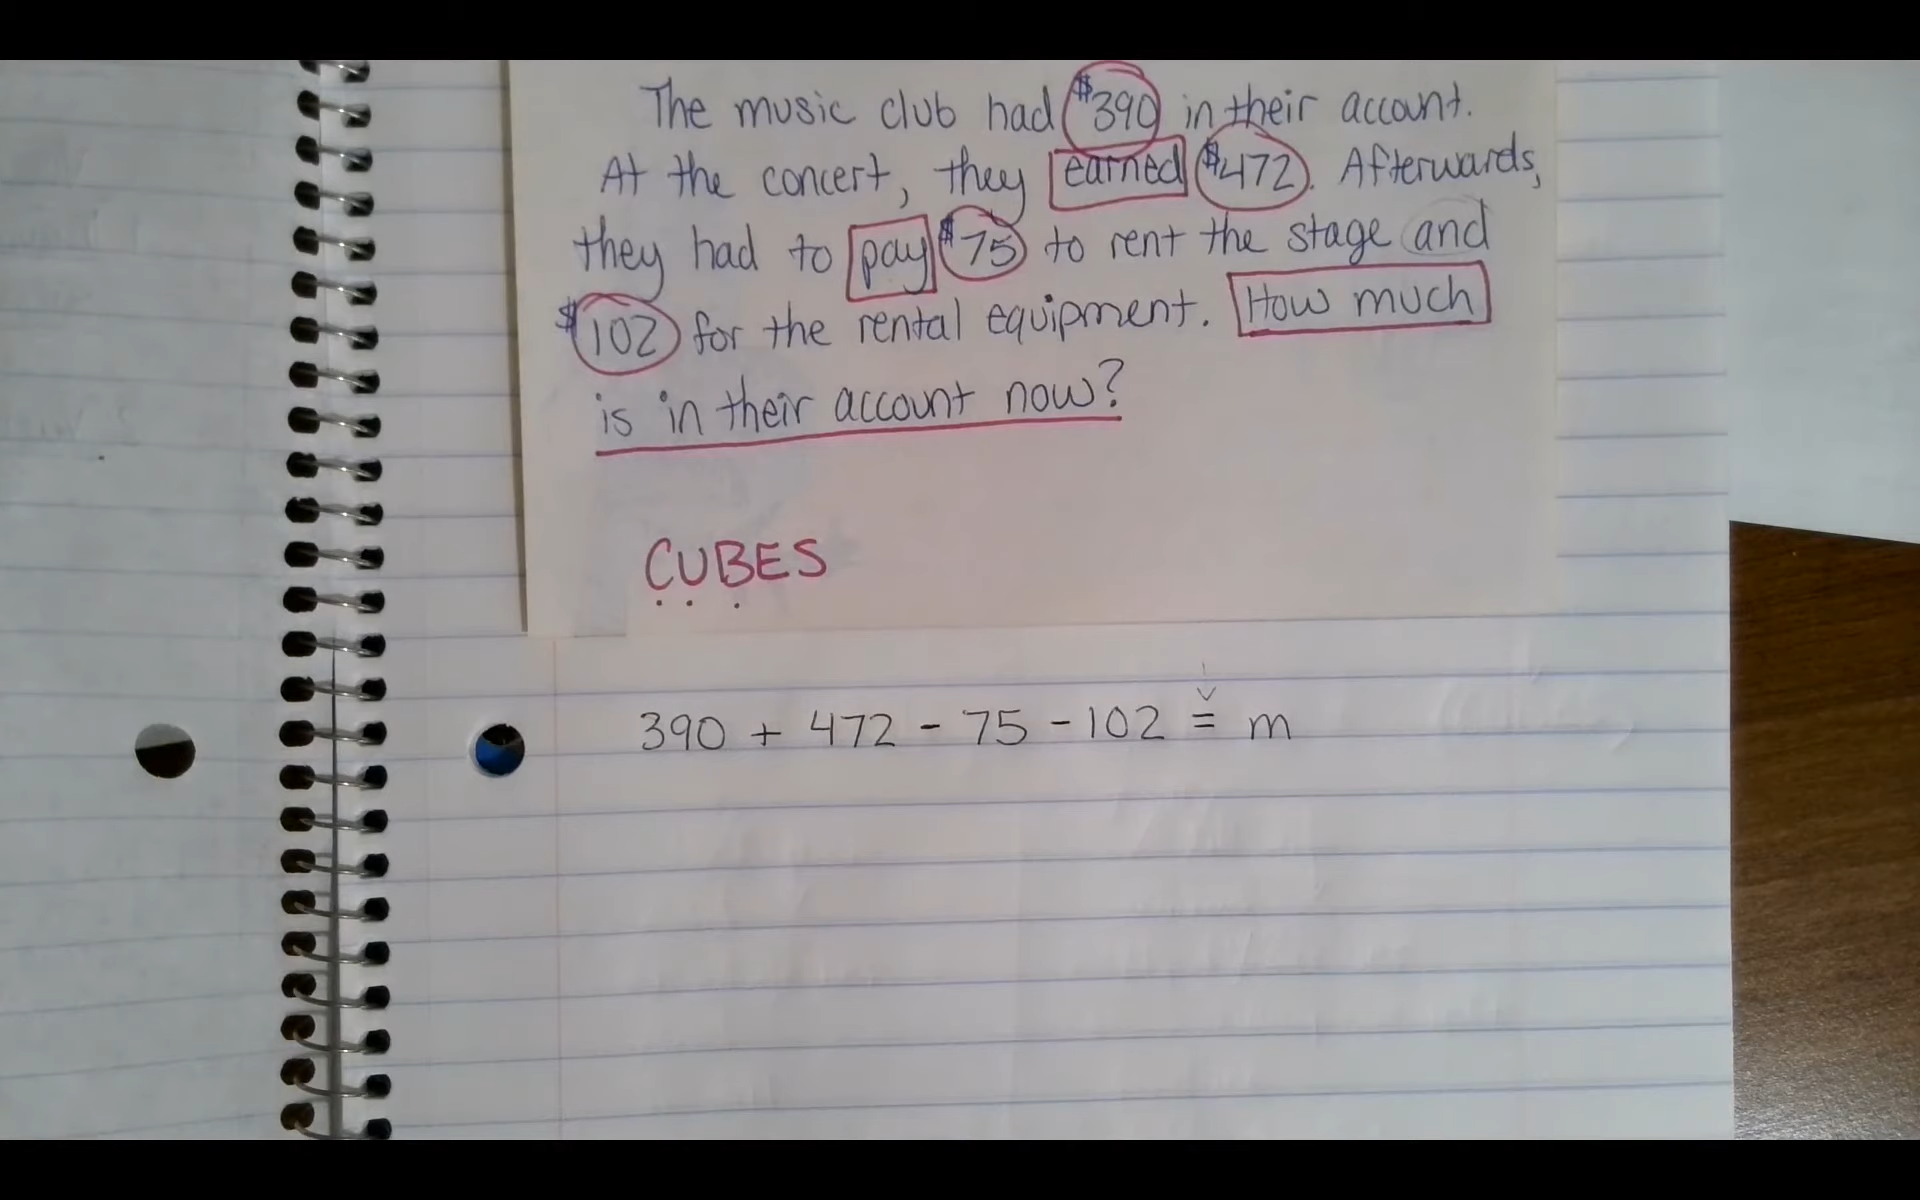 The music club had $390 in their account.
At the concert, they earned $472. Afterwards,
they had to pay $75 to rent the stage and
$102 for the rental equipment. How much
is in their account now?
CUBES
390 + 472 - 75 - 102 = m